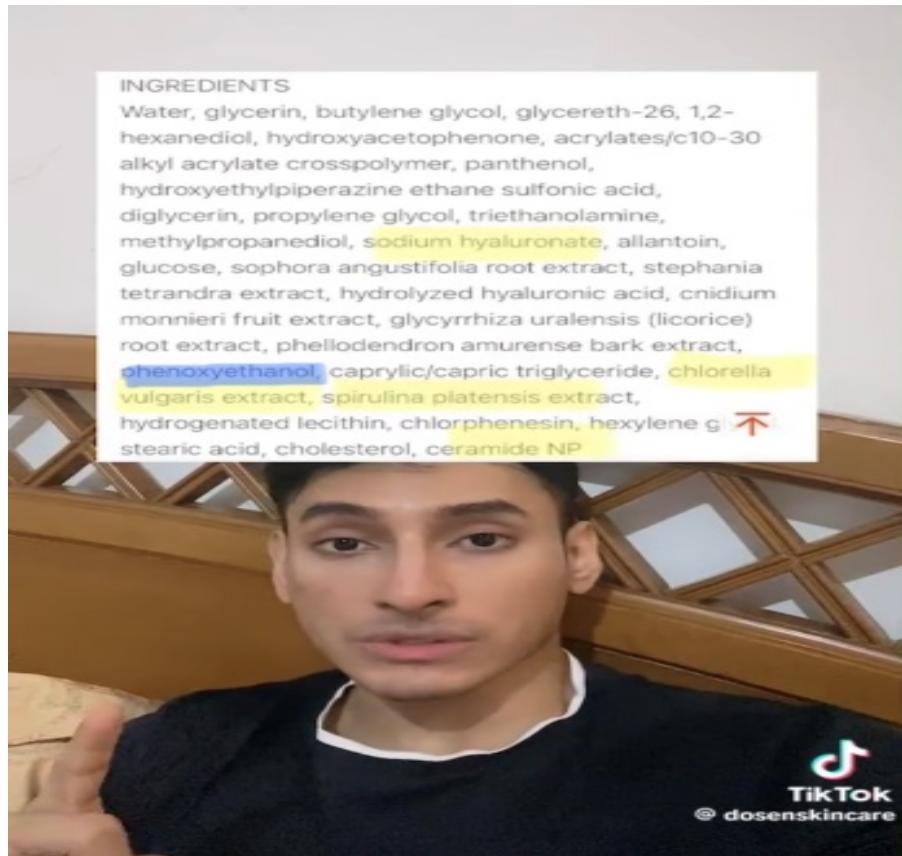 INGREDIENTS
Water, glycerin, butylene glycol, glycereth-26, 1,2-
hexanediol, hydroxyacetophenone, acrylates/c10-30
alkyl acrylate crosspolymer, panthenol,
hydroxyethylpiperazine ethane sulfonic acid,
diglycerin, propylene glycol, triethanolamine,
methylpropanediol, sodium hyaluronate, allantoin,
glucose, sophora angustifolia root extract, stephania
tetrandra extract, hydrolyzed hyaluronic acid, cnidium
monnieri fruit extract, glycyrrhiza uralensis (licorice)
root extract, phellodendron amurense bark extract,
phenoxyethanol, caprylic/capric triglyceride, chlorella
vulgaris extract, spirulina platensis extract,
hydrogenated lecithin, chlorphenesin, hexylene
stearic acid, cholesterol, ceramide NP
TikTok
@ dosenskincare